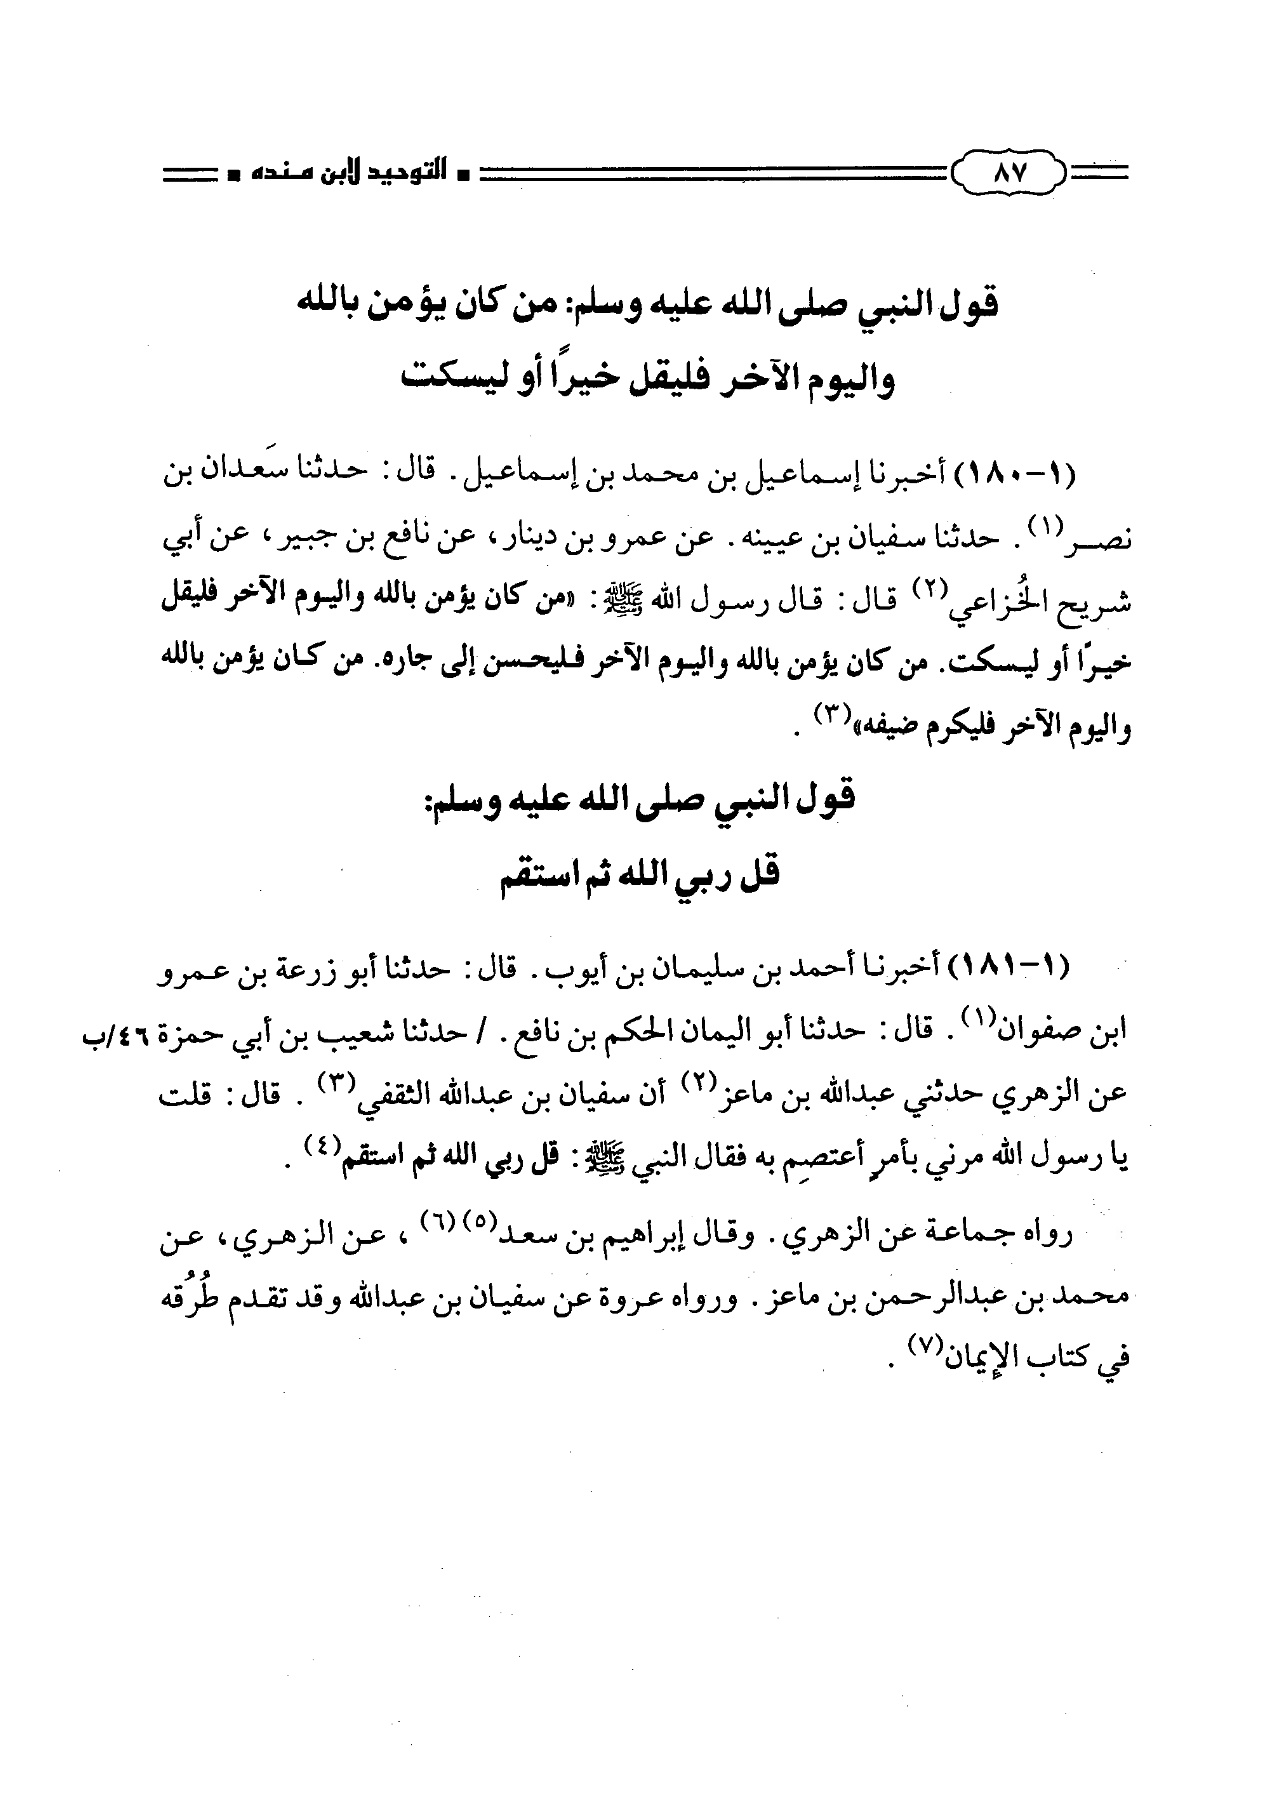 ٨٧ ▪ التوحيد لابن منده ▪
قول النبي صلى الله عليه وسلم: من كان يؤمن بالله
واليوم الآخر فليقل خيرًا أو ليسكت
(١-١٨٠) أخبرنا إسماعيل بن محمد بن إسماعيل. قال: حدثنا سَعدان بن
نصر(١). حدثنا سفيان بن عيينه. عن عمرو بن دينار، عن نافع بن جبير، عن أبي
شريح الخُزاعي(٢) قال: قال رسول الله ﷺ: «من كان يؤمن بالله واليوم الآخر فليقل
خيرًا أو ليسكت. من كان يؤمن بالله واليوم الآخر فليحسن إلى جاره. من كان يؤمن بالله
واليوم الآخر فليكرم ضيفه»(٣).
قول النبي صلى الله عليه وسلم:
قل ربي الله ثم استقم
(١-١٨١) أخبرنا أحمد بن سليمان بن أيوب. قال: حدثنا أبو زرعة بن عمرو
ابن صفوان(١). قال: حدثنا أبو اليمان الحكم بن نافع. / حدثنا شعيب بن أبي حمزة ٤٦/ب
عن الزهري حدثني عبدالله بن ماعز(٢) أن سفيان بن عبدالله الثقفي(٣). قال: قلت
يا رسول الله مرني بأمرٍ أعتصِم به فقال النبي ﷺ: قل ربي الله ثم استقم(٤).
رواه جماعة عن الزهري. وقال إبراهيم بن سعد(٥)(٦)، عن الزهري، عن
محمد بن عبدالرحمن بن ماعز. ورواه عروة عن سفيان بن عبدالله وقد تقدم طُرُقه
في كتاب الإيمان(٧).